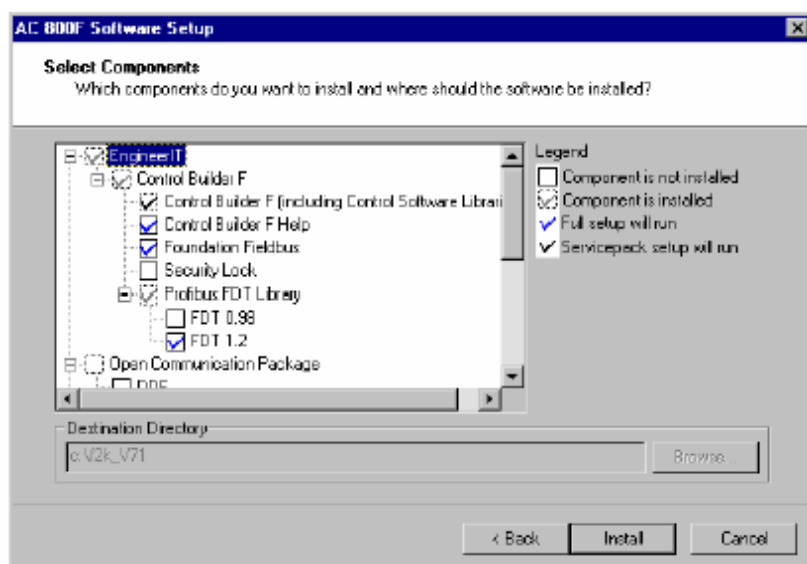 AC 800F Software Setup
Select Components
Which components do you want to install and where should the software be installed?
EngineerIT
Control Builder F
Control Builder F (including Control Software Librari
Control Builder F Help
Foundation Fieldbus
Security Lock
Profibus FDT Library
FDT 0.98
FDT 1.2
Open Communication Package
DDE
Legend
Component is not installed
Component is installed
Full setup will run
Servicepack setup will run
Destination Directory
Browse...
< Back
Install
Cancel